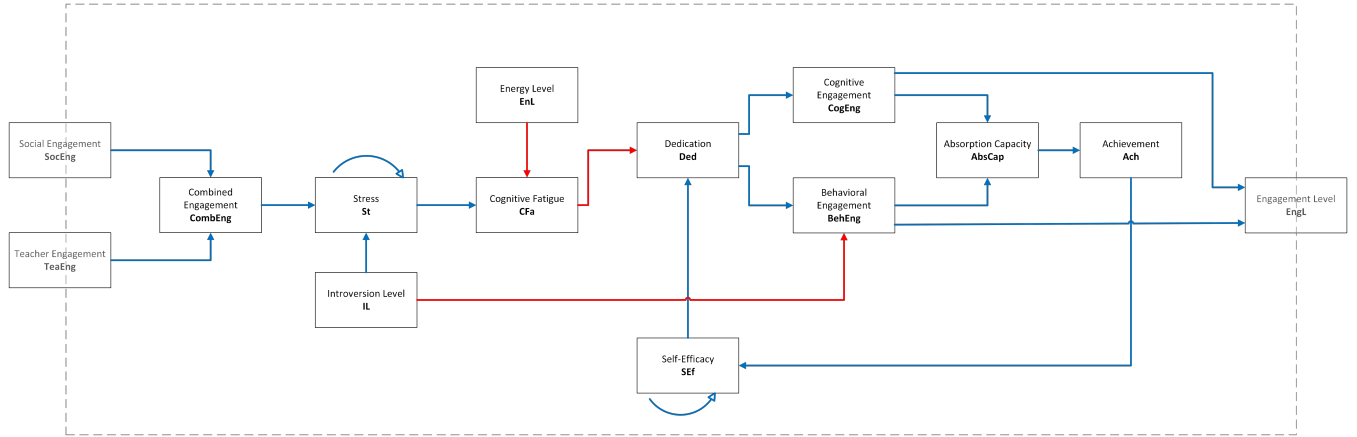 Social Engagement
SocEng
Teacher Engagement
TeaEng
Combined
Engagement
CombEng
Stress
St
Introversion Level
IL
Energy Level
EnL
Cognitive Fatigue
CFa
Dedication
Ded
Self-Efficacy
SEf
Cognitive
Engagement
CogEng
Behavioral
Engagement
BehEng
Absorption Capacity
AbsCap
Achievement
Ach
Engagement Level
EngL